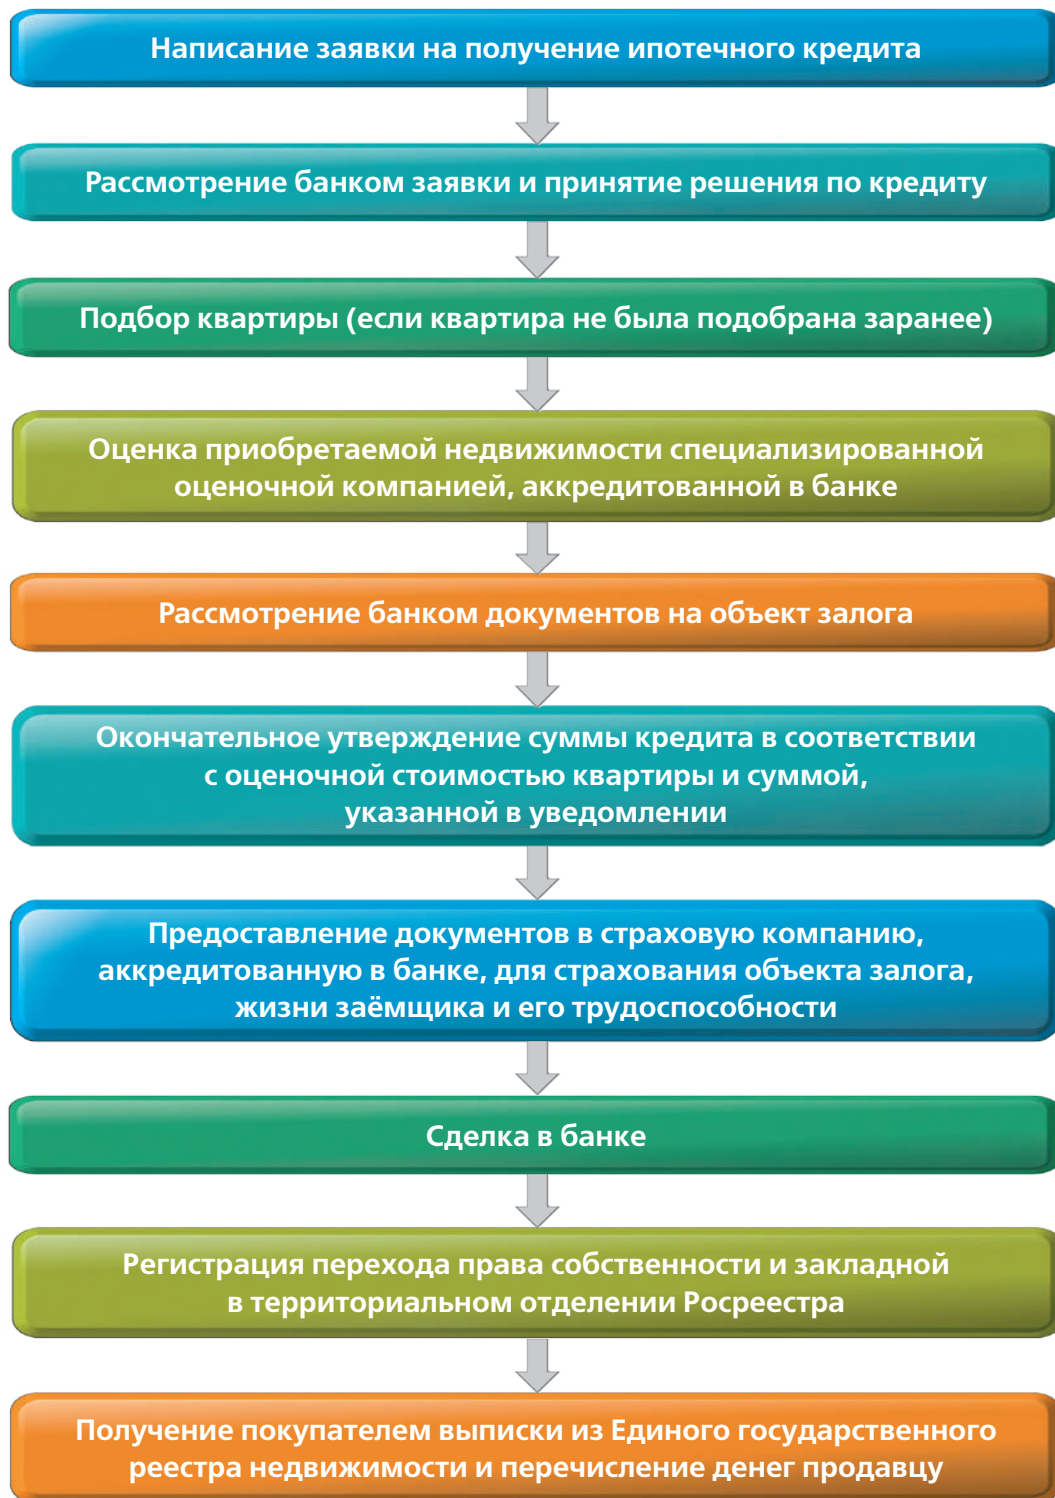 Написание заявки на получение ипотечного кредита
Рассмотрение банком заявки и принятие решения по кредиту
Подбор квартиры (если квартира не была подобрана заранее)
Оценка приобретаемой недвижимости специализированной
оценочной компанией, аккредитованной в банке
Рассмотрение банком документов на объект залога
Окончательное утверждение суммы кредита в соответствии
с оценочной стоимостью квартиры и суммой,
указанной в уведомлении
Предоставление документов в страховую компанию,
аккредитованную в банке, для страхования объекта залога,
жизни заёмщика и его трудоспособности
Сделка в банке
Регистрация перехода права собственности и закладной
в территориальном отделении Росреестра
Получение покупателем выписки из Единого государственного
реестра недвижимости и перечисление денег продавцу